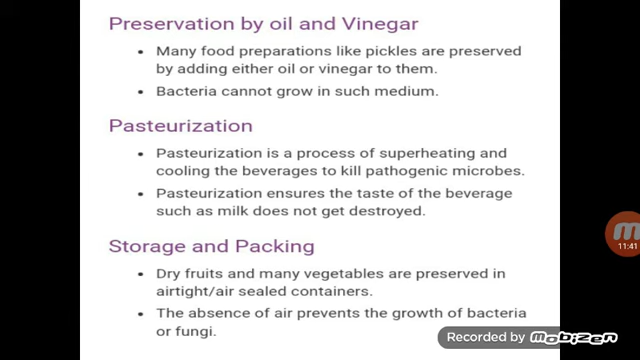 Preservation by oil and Vinegar
• Many food preparations like pickles are preserved
by adding either oil or vinegar to them.
• Bacteria cannot grow in such medium.
Pasteurization
• Pasteurization is a process of superheating and
cooling the beverages to kill pathogenic microbes.
• Pasteurization ensures the taste of the beverage
such as milk does not get destroyed.
Storage and Packing
• Dry fruits and many vegetables are preserved in
airtight/air sealed containers.
• The absence of air prevents the growth of bacteria
or fungi.
M
11:41
Recorded by Mobizen